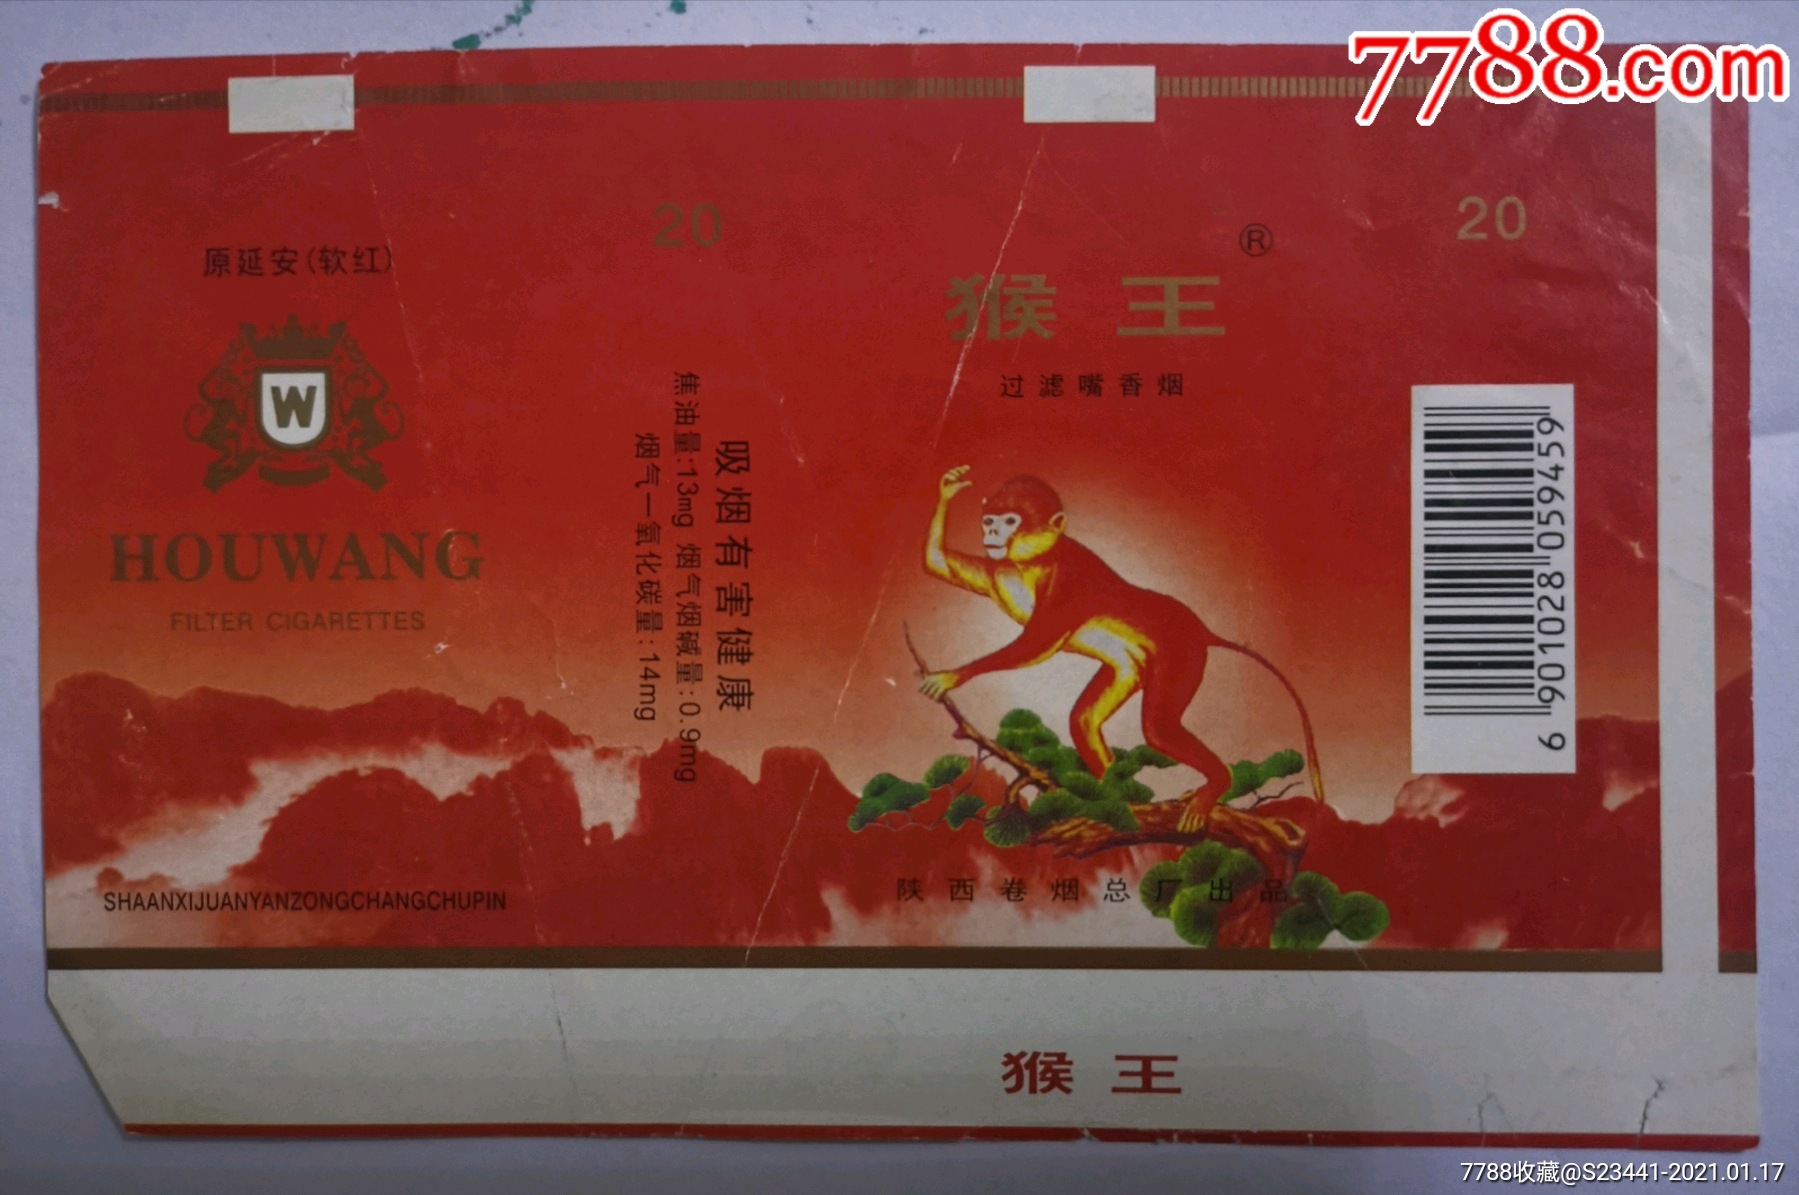 7788.com
原延安(软红)
W
HOUWANG
FILTER CIGARETTES
SHAANXIJUANYANZONGCHANGCHUPIN
20
吸烟有害健康
焦油量:13mg 烟气烟碱量:0.9mg
烟气一氧化碳量:14mg
®
猴王
过滤嘴香烟
陕西卷烟总厂出品
20
6 901028 059459
猴王
7788收藏@S23441-2021.01.17